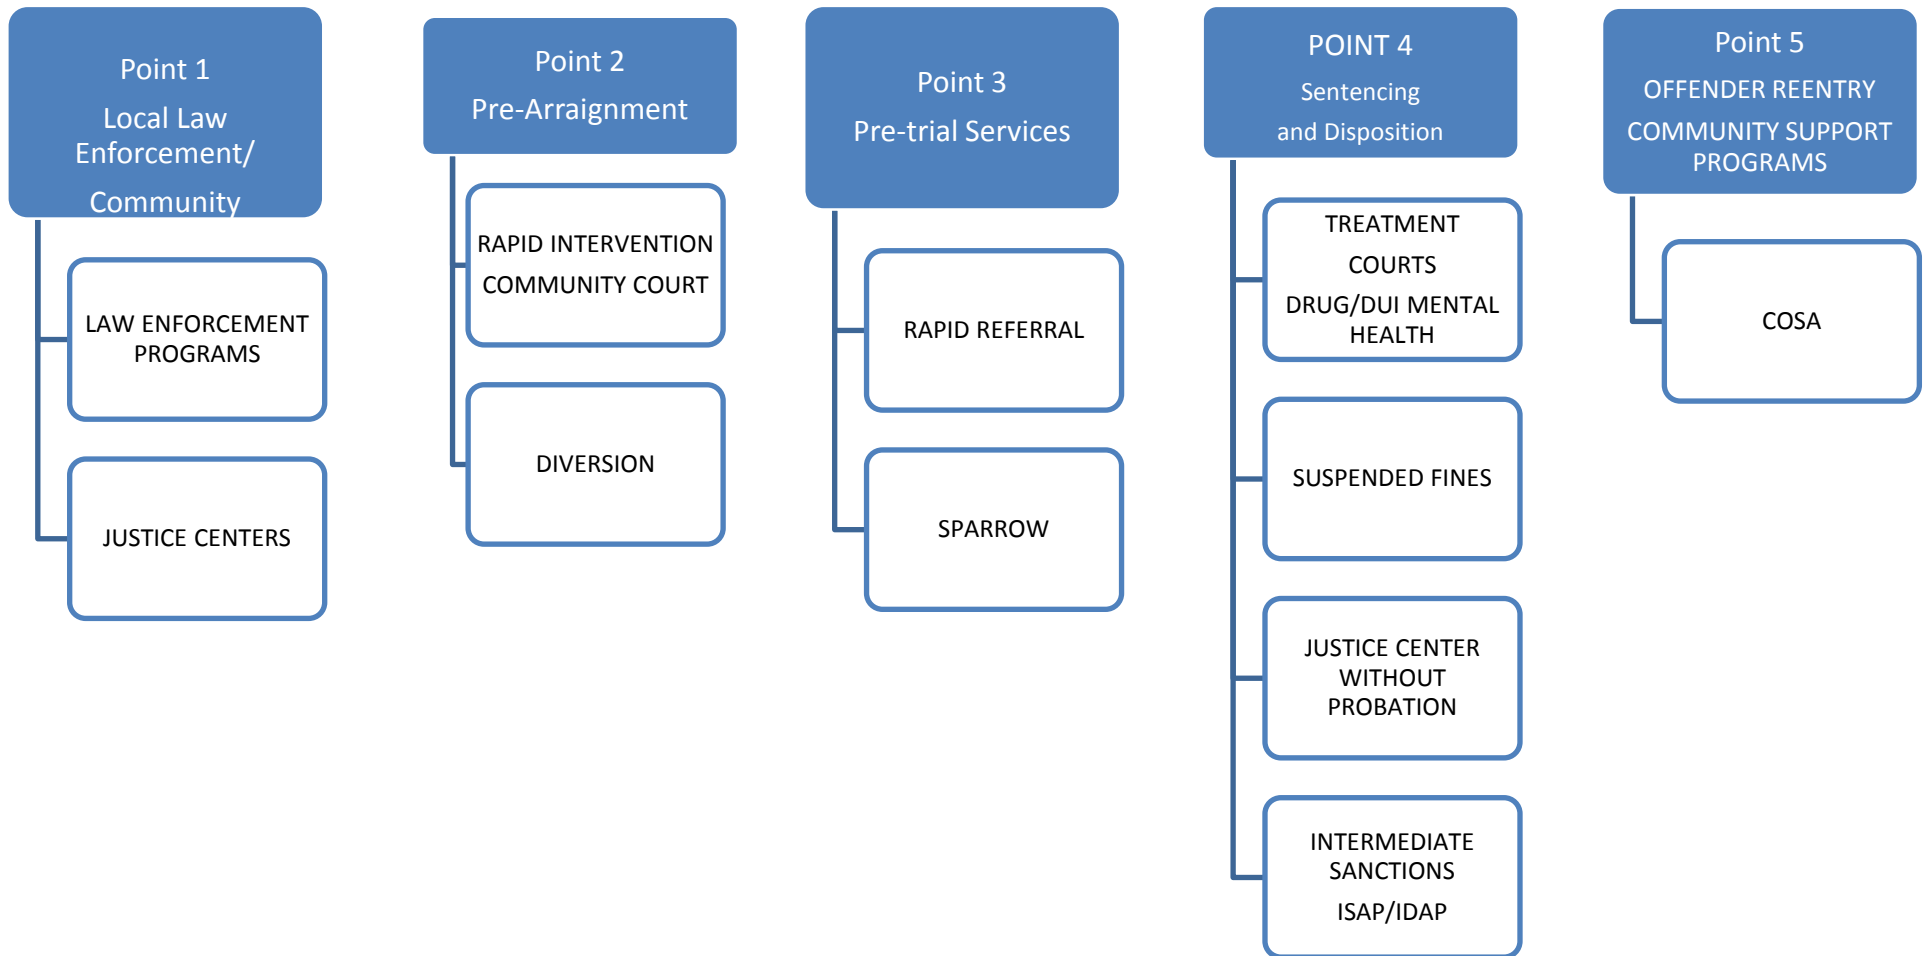 Point 1
Local Law
Enforcement/
Community
LAW ENFORCEMENT
PROGRAMS
JUSTICE CENTERS
Point 2
Pre-Arraignment
RAPID INTERVENTION
COMMUNITY COURT
DIVERSION
Point 3
Pre-trial Services
RAPID REFERRAL
SPARROW
POINT 4
Sentencing
and Disposition
TREATMENT
COURTS
DRUG/DUI MENTAL
HEALTH
SUSPENDED FINES
JUSTICE CENTER
WITHOUT
PROBATION
INTERMEDIATE
SANCTIONS
ISAP/IDAP
Point 5
OFFENDER REENTRY
COMMUNITY SUPPORT
PROGRAMS
COSA